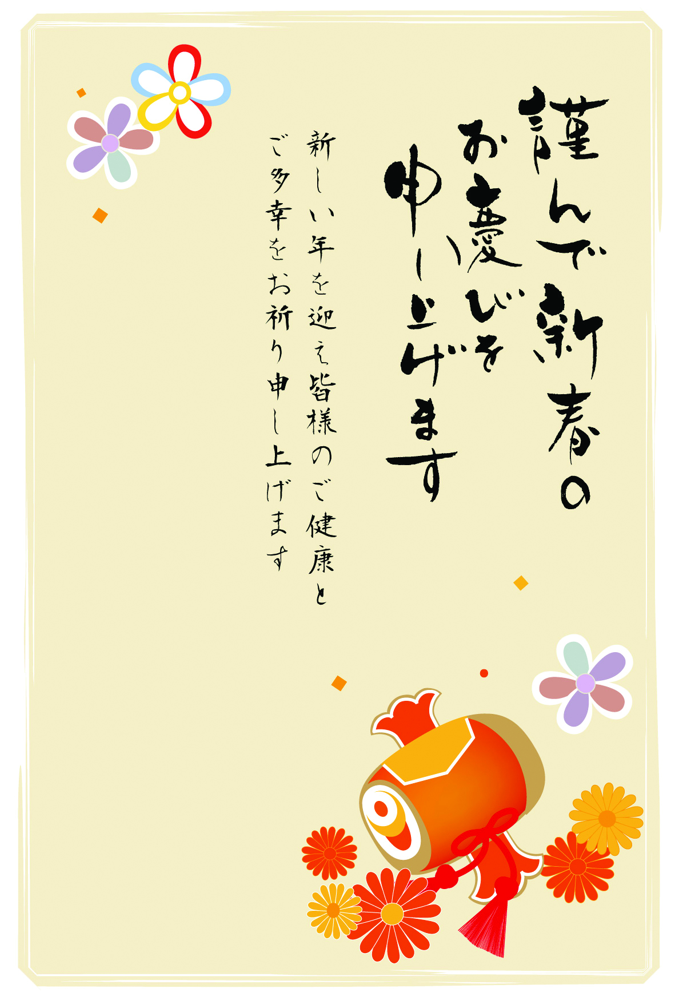 謹んで新春の
お慶びを
申し上げます
新しい年を迎え皆様のご健康と
ご多幸をお祈り申し上げます